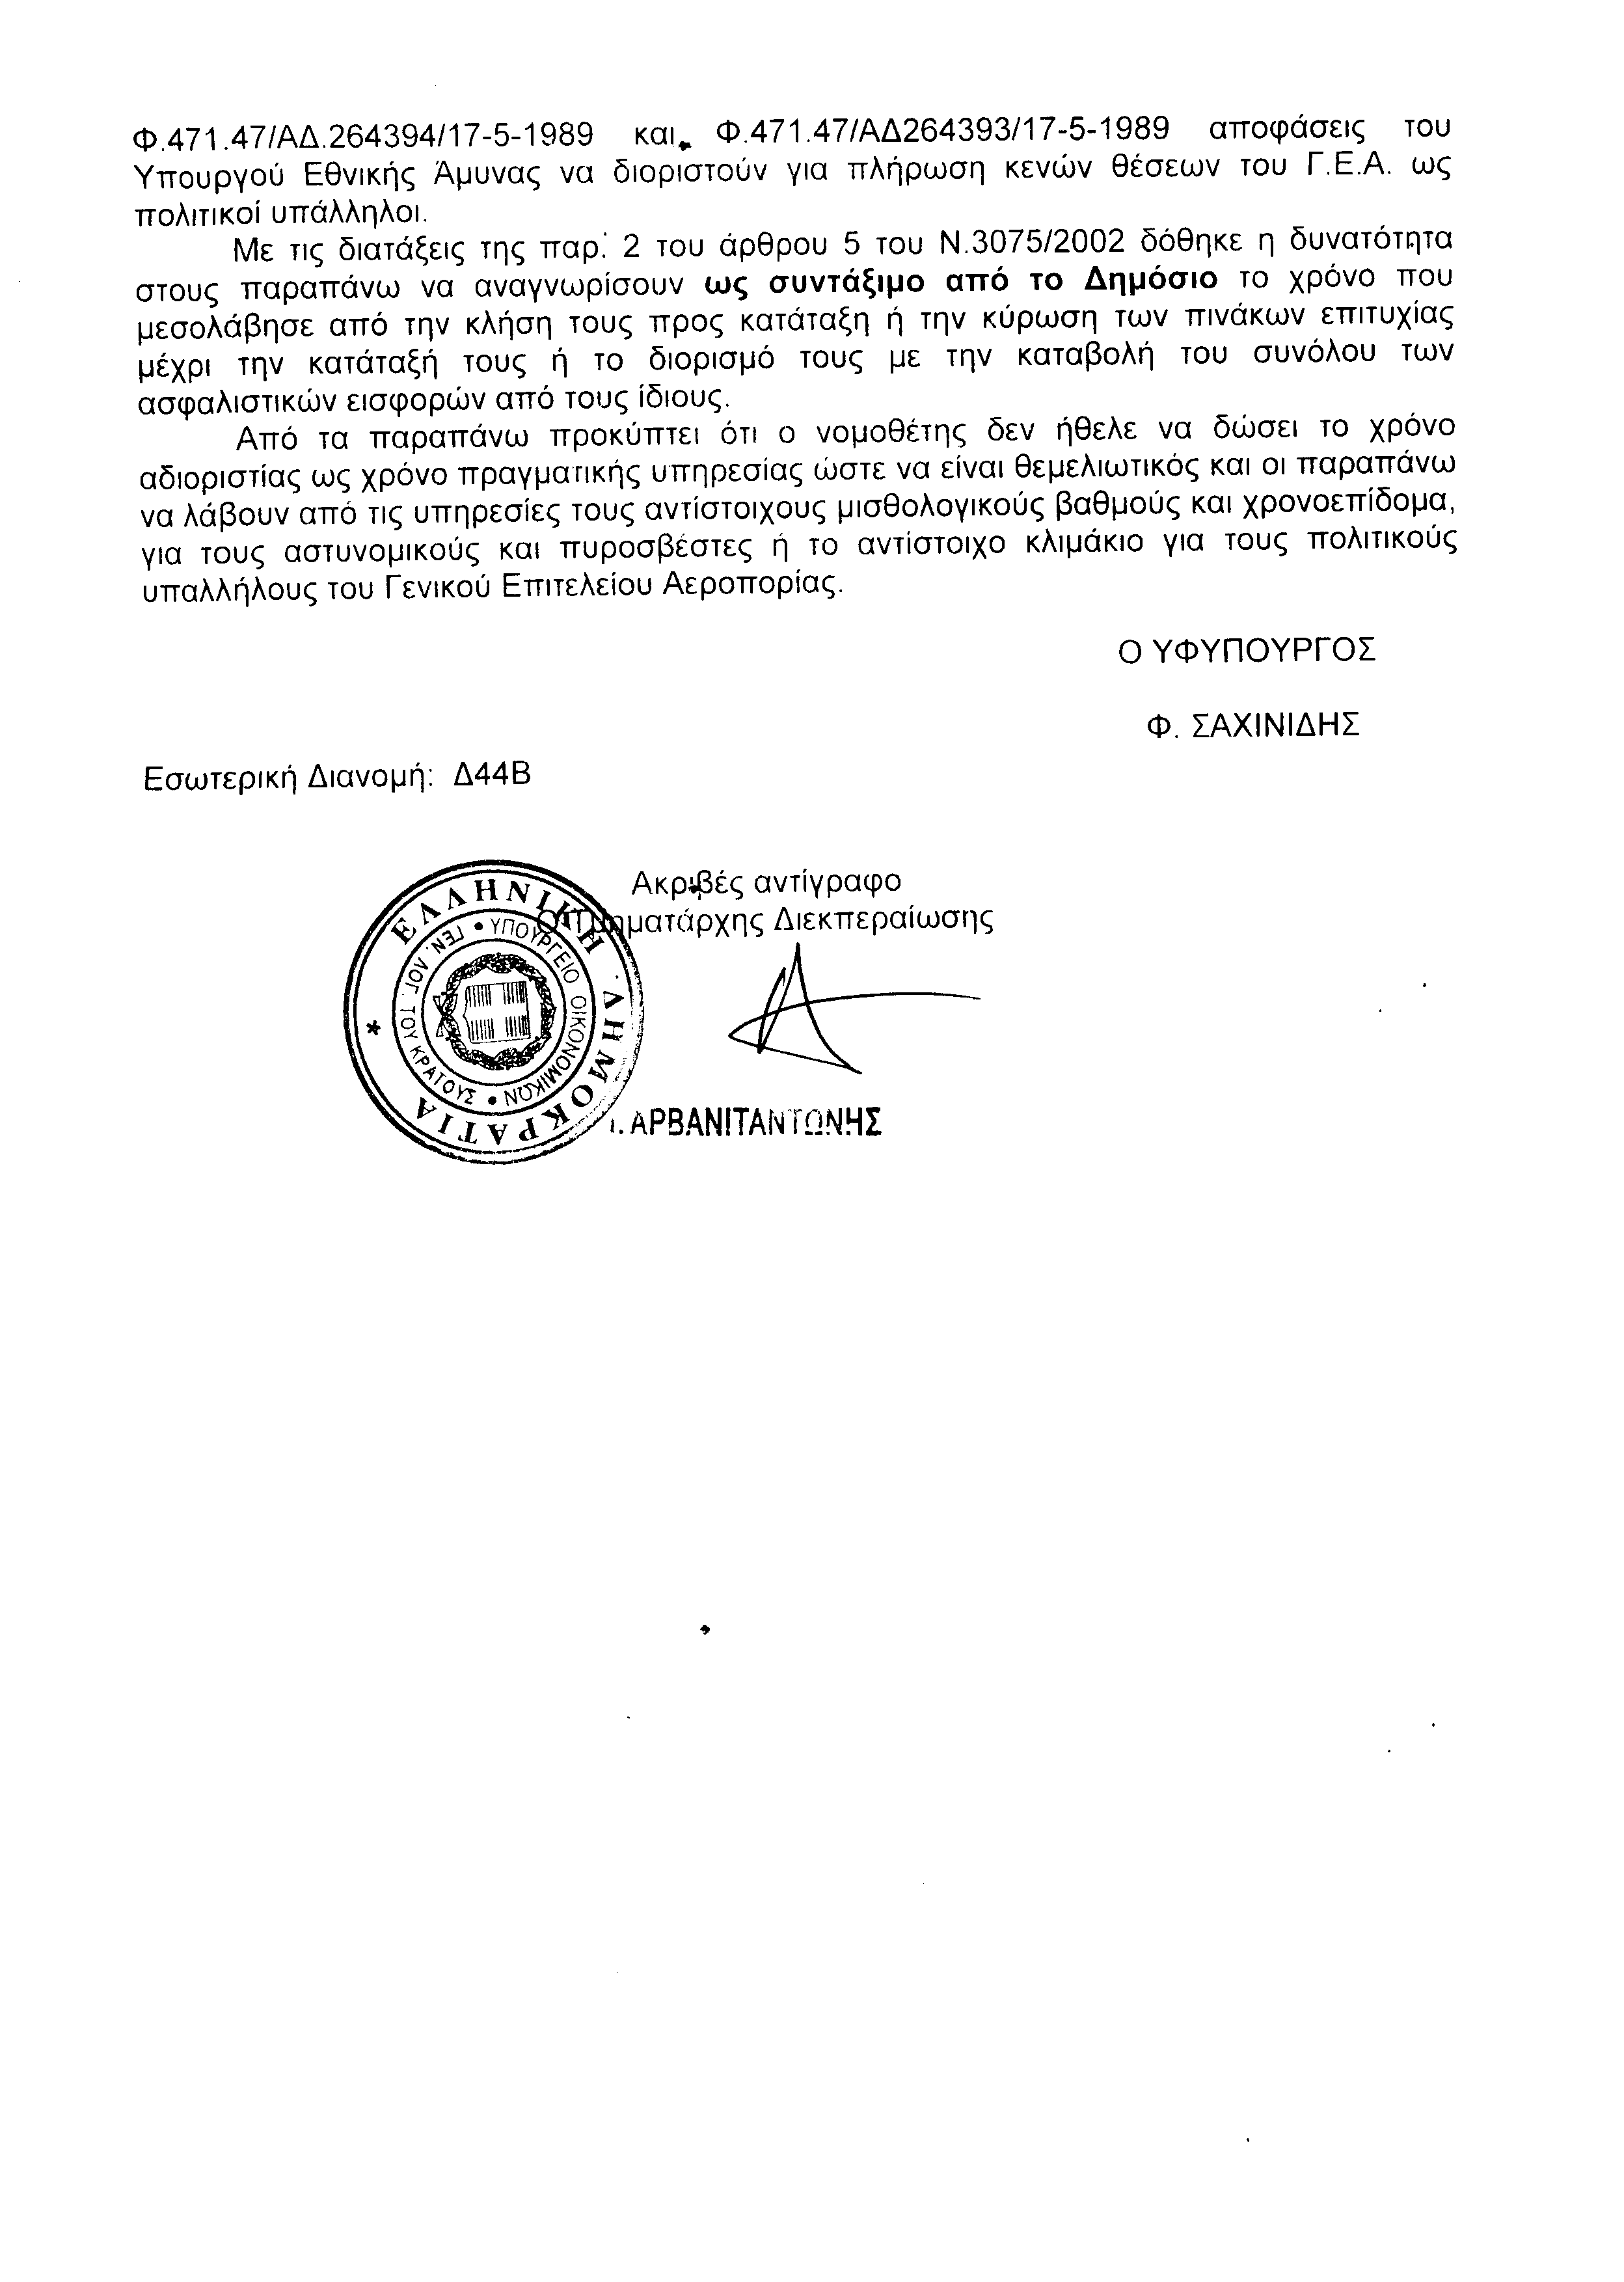 Φ.471.47/ΑΔ.264394/17-5-1989 και Φ.471.47/ΑΔ264393/17-5-1989 αποφάσεις του
Υπουργού Εθνικής Άμυνας να διοριστούν για πλήρωση κενών θέσεων του Γ.Ε.Α. ως
πολιτικοί υπάλληλοι.
Με τις διατάξεις της παρ. 2 του άρθρου 5 του Ν.3075/2002 δόθηκε η δυνατότητα
στους παραπάνω να αναγνωρίσουν ως συντάξιμο από το Δημόσιο το χρόνο που
μεσολάβησε από την κλήση τους προς κατάταξη ή την κύρωση των πινάκων επιτυχίας
μέχρι την κατάταξή τους ή το διορισμό τους με την καταβολή του συνόλου των
ασφαλιστικών εισφορών από τους ίδιους.
Από τα παραπάνω προκύπτει ότι ο νομοθέτης δεν ήθελε να δώσει το χρόνο
αδιοριστίας ως χρόνο πραγματικής υπηρεσίας ώστε να είναι θεμελιωτικός και οι παραπάνω
να λάβουν από τις υπηρεσίες τους αντίστοιχους μισθολογικούς βαθμούς και χρονοεπίδομα,
για τους αστυνομικούς και πυροσβέστες ή το αντίστοιχο κλιμάκιο για τους πολιτικούς
υπαλλήλους του Γενικού Επιτελείου Αεροπορίας.
Ο ΥΦΥΠΟΥΡΓΟΣ
Φ. ΣΑΧΙΝΙΔΗΣ
Εσωτερική Διανομή: Δ44Β
Ακριβές αντίγραφο
Ο Τμηματάρχης Διεκπεραίωσης
ΕΛΛΗΝΙΚΗ ΔΗΜΟΚΡΑΤΙΑ
ΥΠΟΥΡΓΕΙΟ ΟΙΚΟΝΟΜΙΚΩΝ • ΓΕΝ. ΛΟΓ. ΤΟΥ ΚΡΑΤΟΥΣ •
ΑΡΒΑΝΙΤΑΝΤΩΝΗΣ